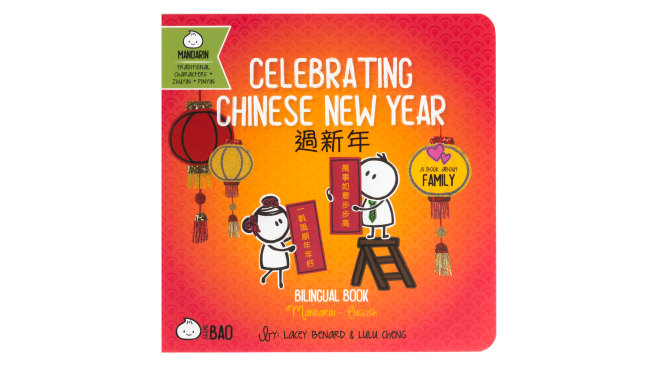 MANDARIN
TRADITIONAL
CHARACTERS +
ZHUYIN + PINYIN
CELEBRATING
CHINESE NEW YEAR
過新年
A BOOK ABOUT
FAMILY
萬事如意步步高
一帆風順年年好
BILINGUAL BOOK
MANDARIN - ENGLISH
BAO
by: LACEY BENARD & LULU CHENG